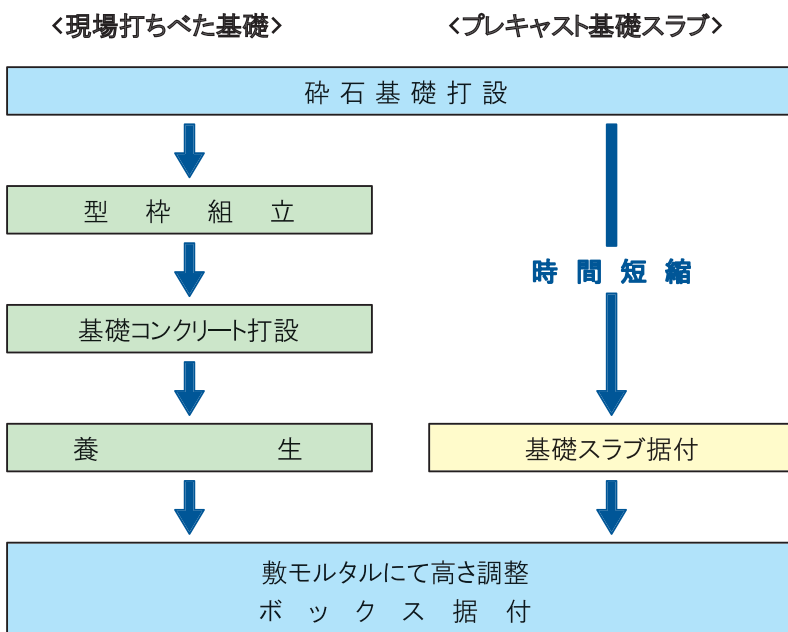 <現場打ちべた基礎>
<プレキャスト基礎スラブ>
砕石基礎打設
型枠組立
時間短縮
基礎コンクリート打設
養生
基礎スラブ据付
敷モルタルにて高さ調整
ボックス据付